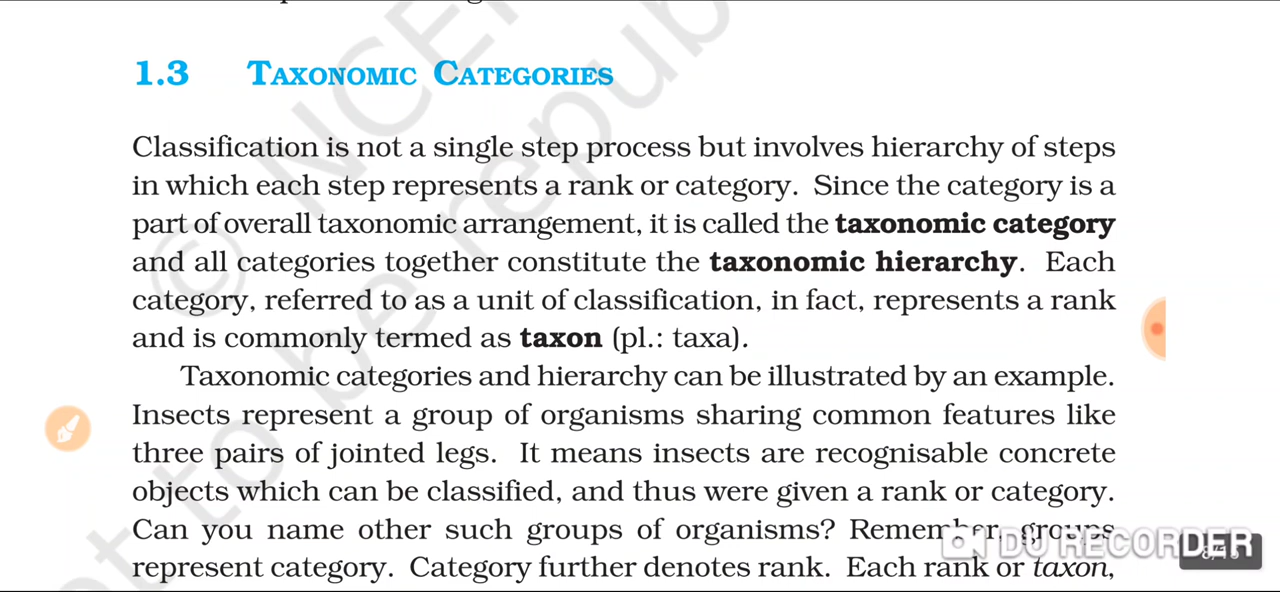 1.3 TAXONOMIC CATEGORIES
Classification is not a single step process but involves hierarchy of steps
in which each step represents a rank or category. Since the category is a
part of overall taxonomic arrangement, it is called the taxonomic category
and all categories together constitute the taxonomic hierarchy. Each
category, referred to as a unit of classification, in fact, represents a rank
and is commonly termed as taxon (pl.: taxa).
Taxonomic categories and hierarchy can be illustrated by an example.
Insects represent a group of organisms sharing common features like
three pairs of jointed legs. It means insects are recognisable concrete
objects which can be classified, and thus were given a rank or category.
Can you name other such groups of organisms? Remember, groups
DU RECORDER
represent category. Category further denotes rank. Each rank or taxon,